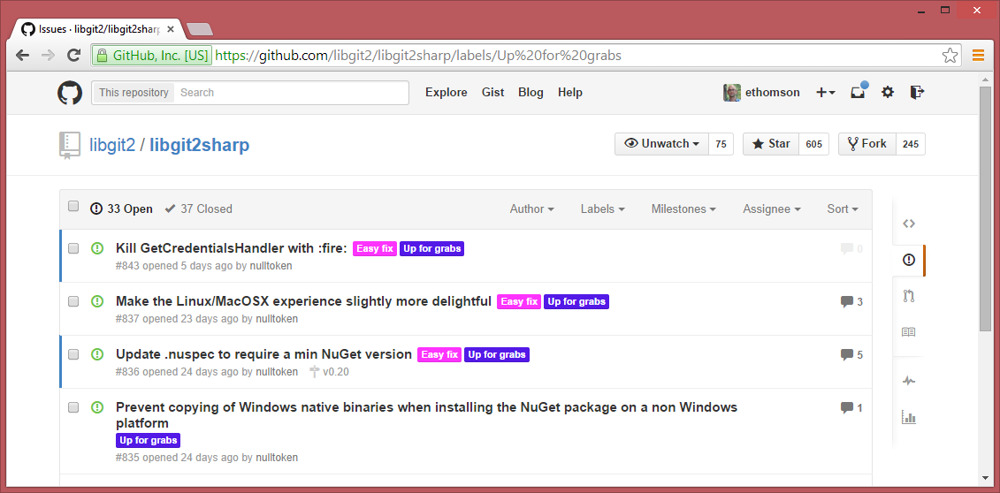 Issues · libgit2/libgit2sharp
GitHub, Inc. [US] https://github.com/libgit2/libgit2sharp/labels/Up%20for%20grabs
This repository Search Explore Gist Blog Help ethomson
libgit2 / libgit2sharp Unwatch 75 Star 605 Fork 245
33 Open 37 Closed Author Labels Milestones Assignee Sort
Kill GetCredentialsHandler with :fire: Easy fix Up for grabs 0
#843 opened 5 days ago by nulltoken
Make the Linux/MacOSX experience slightly more delightful Easy fix Up for grabs 3
#837 opened 23 days ago by nulltoken
Update .nuspec to require a min NuGet version Easy fix Up for grabs 5
#836 opened 24 days ago by nulltoken v0.20
Prevent copying of Windows native binaries when installing the NuGet package on a non Windows 1
platform
Up for grabs
#835 opened 24 days ago by nulltoken